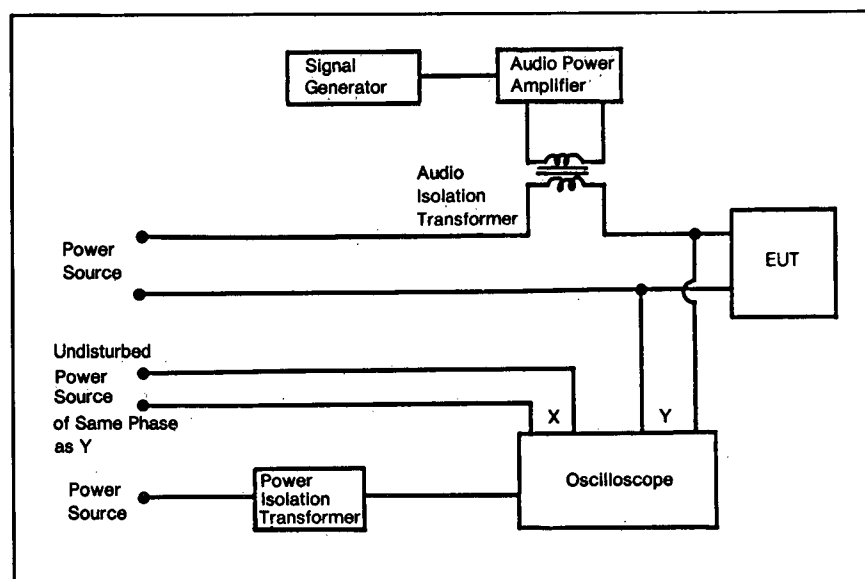 Signal
Generator
Audio Power
Amplifier
Audio
Isolation
Transformer
Power
Source
EUT
Undisturbed
Power
Source
of Same Phase
as Y
X
Y
Oscilloscope
Power
Source
Power
Isolation
Transformer